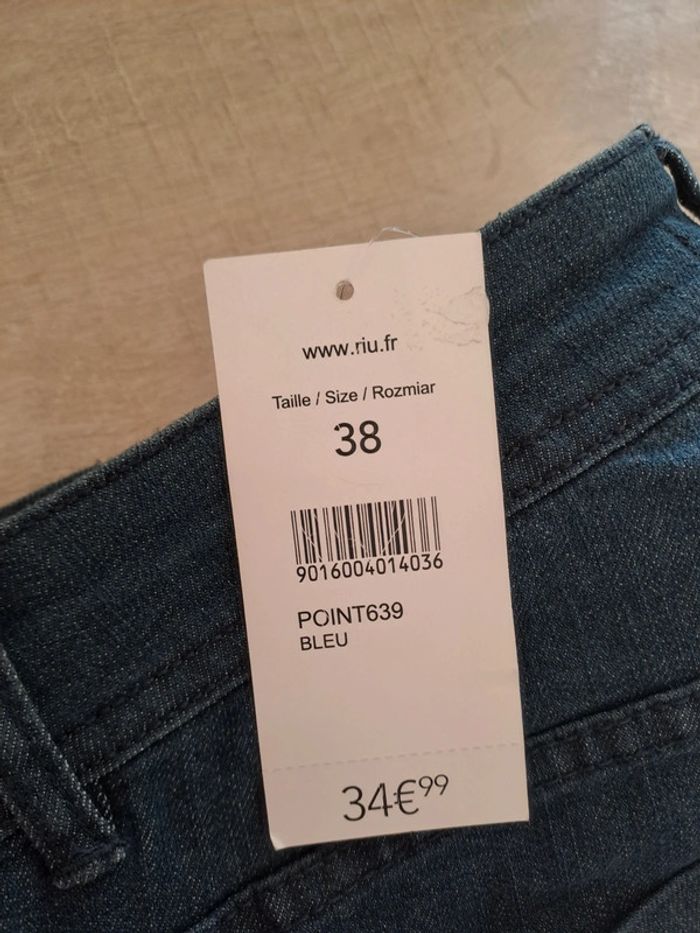 www.riu.fr
Taille / Size / Rozmiar
38
9016004014036
POINT639
BLEU
34€99